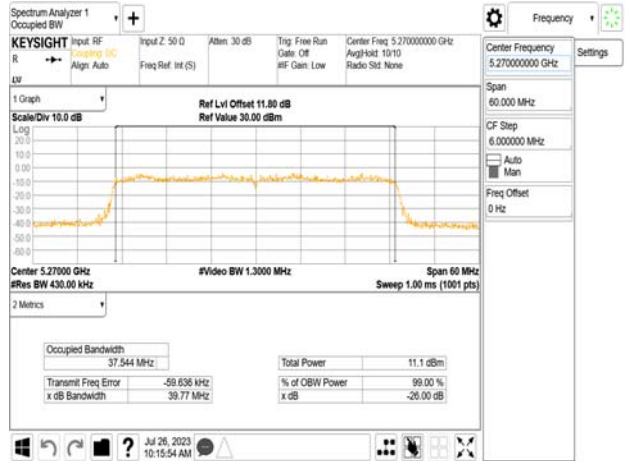 Spectrum Analyzer 1
Occupied BW
+
Frequency
KEYSIGHT
R
Input: RF
Coupling: DC
Align: Auto
Input Z: 50 Ω
Freq Ref: Int (S)
Atten: 30 dB
Trig: Free Run
Gate: Off
#IF Gain: Low
Center Freq: 5.270000000 GHz
Avg|Hold: 10/10
Radio Std: None
LXI
Center Frequency
5.270000000 GHz
Settings
Span
60.000 MHz
CF Step
6.000000 MHz
Auto
Man
Freq Offset
0 Hz
1 Graph
Scale/Div 10.0 dB
Ref Lvl Offset 11.80 dB
Ref Value 30.00 dBm
Log
20.0
10.0
0.00
-10.0
-20.0
-30.0
-40.0
-50.0
-60.0
Center 5.27000 GHz
#Video BW 1.3000 MHz
Span 60 MHz
#Res BW 430.00 kHz
Sweep 1.00 ms (1001 pts)
2 Metrics
Occupied Bandwidth
37.544 MHz
Total Power 11.1 dBm
Transmit Freq Error -59.636 kHz
% of OBW Power 99.00 %
x dB Bandwidth 39.77 MHz
x dB -26.00 dB
?
Jul 26, 2023
10:15:54 AM